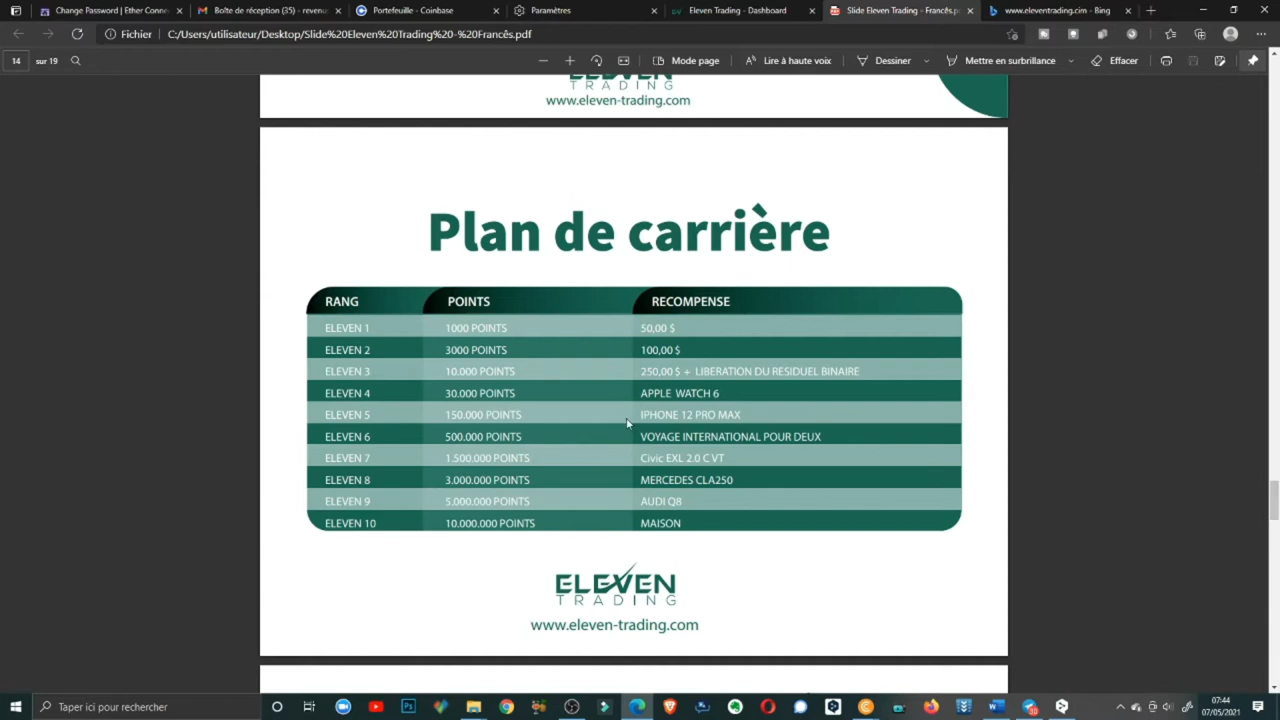 Change Password | Ether Conne
Boîte de réception (35) - revenu
Portefeuille - Coinbase
Paramètres
Eleven Trading - Dashboard
Slide Eleven Trading - Francês.p
www.eleventrading.cim - Bing
Fichier
C:/Users/utilisateur/Desktop/Slide%20Eleven%20Trading%20-%20Francês.pdf
14 sur 19
Mode page
Lire à haute voix
Dessiner
Mettre en surbrillance
Effacer
ELEVEN
TRADING
www.eleven-trading.com
Plan de carrière
RANG POINTS RECOMPENSE
ELEVEN 1 1000 POINTS 50,00 $
ELEVEN 2 3000 POINTS 100,00 $
ELEVEN 3 10.000 POINTS 250,00 $ + LIBERATION DU RESIDUEL BINAIRE
ELEVEN 4 30.000 POINTS APPLE WATCH 6
ELEVEN 5 150.000 POINTS IPHONE 12 PRO MAX
ELEVEN 6 500.000 POINTS VOYAGE INTERNATIONAL POUR DEUX
ELEVEN 7 1.500.000 POINTS Civic EXL 2.0 C VT
ELEVEN 8 3.000.000 POINTS MERCEDES CLA250
ELEVEN 9 5.000.000 POINTS AUDI Q8
ELEVEN 10 10.000.000 POINTS MAISON
ELEVEN
TRADING
www.eleven-trading.com
Taper ici pour rechercher
07:44
07/05/2021